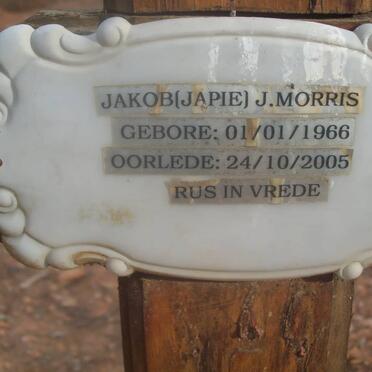 JAKOB(JAPIE) J.MORRIS
GEBORE: 01/01/1966
OORLEDE: 24/10/2005
RUS IN VREDE